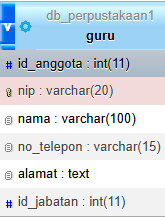 db_perpustakaan1
guru
# id_anggota : int(11)
nip : varchar(20)
nama : varchar(100)
no_telepon : varchar(15)
alamat : text
# id_jabatan : int(11)